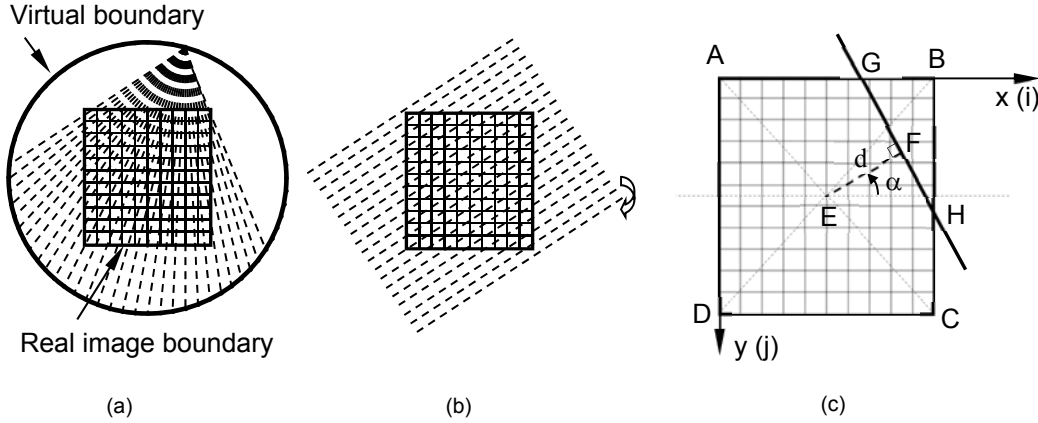 Virtual boundary
Real image boundary
(a)
(b)
A
G
B
x (i)
F
d
α
E
H
D
C
y (j)
(c)